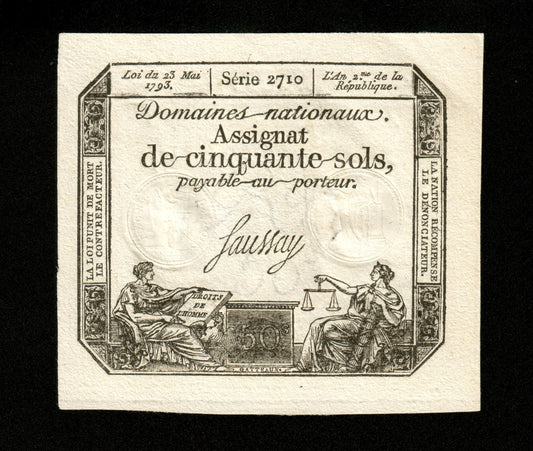 Loi du 23 Mai
1793.
Série 2710
L'An 2.me de la
République.
Domaines nationaux.
Assignat
de cinquante sols,
payable au porteur.
LA LOI PUNIT DE MORT
LE CONTREFACTEUR.
LA NATION RÉCOMPENSE
LE DÉNONCIATEUR.
Saussay
DROITS
DE
L'HOMME
50
GATTEAUX